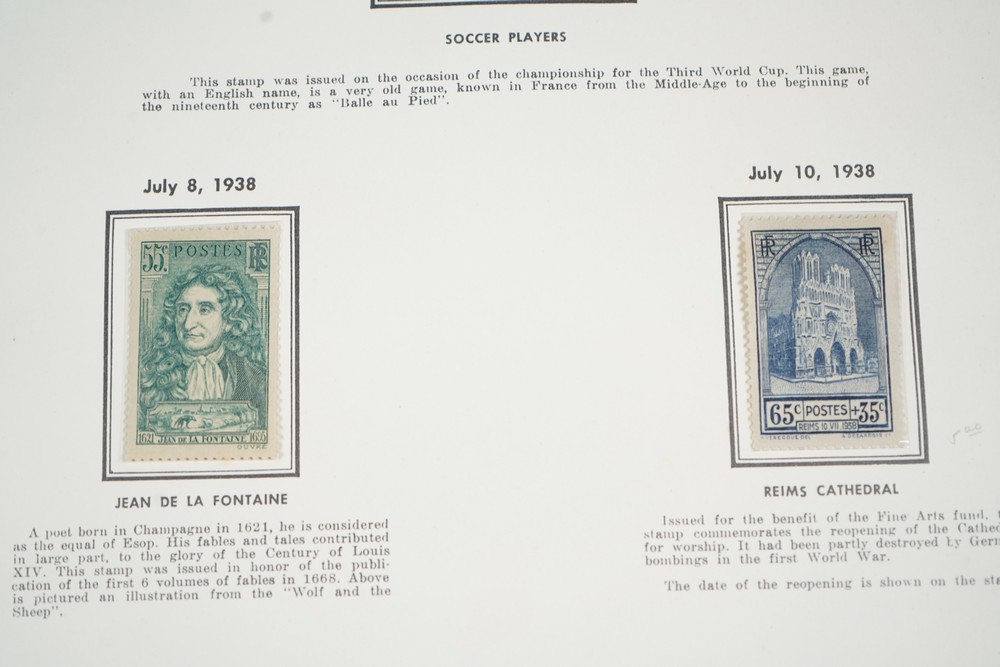 SOCCER PLAYERS
This stamp was issued on the occasion of the championship for the Third World Cup. This game,
with an English name, is a very old game, known in France from the Middle-Age to the beginning of
the nineteenth century as "Balle au Pied".
July 8, 1938
55c. POSTES RF
1621 JEAN DE LA FONTAINE 1695
OUVRÉ
JEAN DE LA FONTAINE
A poet born in Champagne in 1621, he is considered
as the equal of Esop. His fables and tales contributed
in large part, to the glory of the Century of Louis
XIV. This stamp was issued in honor of the publi-
cation of the first 6 volumes of fables in 1668. Above
is pictured an illustration from the "Wolf and the
Sheep".
July 10, 1938
RF RF
65c POSTES +35c
REIMS 10.VII.1938
REIMS CATHEDRAL
Issued for the benefit of the Fine Arts fund,
stamp commemorates the reopening of the Cathed
for worship. It had been partly destroyed by Germ
bombings in the first World War.
The date of the reopening is shown on the sta
5 00